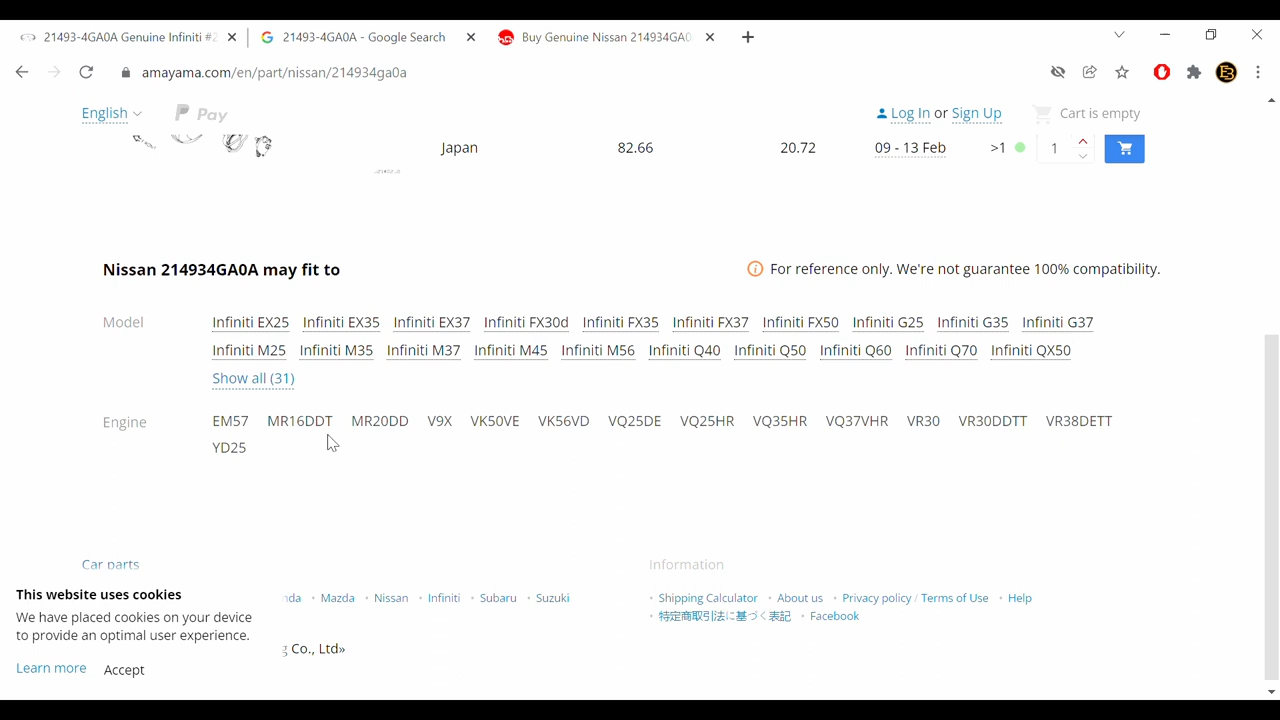 21493-4GA0A Genuine Infiniti #2
21493-4GA0A - Google Search
Buy Genuine Nissan 214934GA0
amayama.com/en/part/nissan/214934ga0a
English
Pay
Log In or Sign Up
Cart is empty
Japan 82.66 20.72 09 - 13 Feb >1 1
Nissan 214934GA0A may fit to
For reference only. We're not guarantee 100% compatibility.
Model Infiniti EX25 Infiniti EX35 Infiniti EX37 Infiniti FX30d Infiniti FX35 Infiniti FX37 Infiniti FX50 Infiniti G25 Infiniti G35 Infiniti G37
Infiniti M25 Infiniti M35 Infiniti M37 Infiniti M45 Infiniti M56 Infiniti Q40 Infiniti Q50 Infiniti Q60 Infiniti Q70 Infiniti QX50
Show all (31)
Engine EM57 MR16DDT MR20DD V9X VK50VE VK56VD VQ25DE VQ25HR VQ35HR VQ37VHR VR30 VR30DDTT VR38DETT
YD25
Car parts
Information
nda • Mazda • Nissan • Infiniti • Subaru • Suzuki
• Shipping Calculator • About us • Privacy policy / Terms of Use • Help
• 特定商取引法に基づく表記 • Facebook
g Co., Ltd»
This website uses cookies
We have placed cookies on your device
to provide an optimal user experience.
Learn more Accept